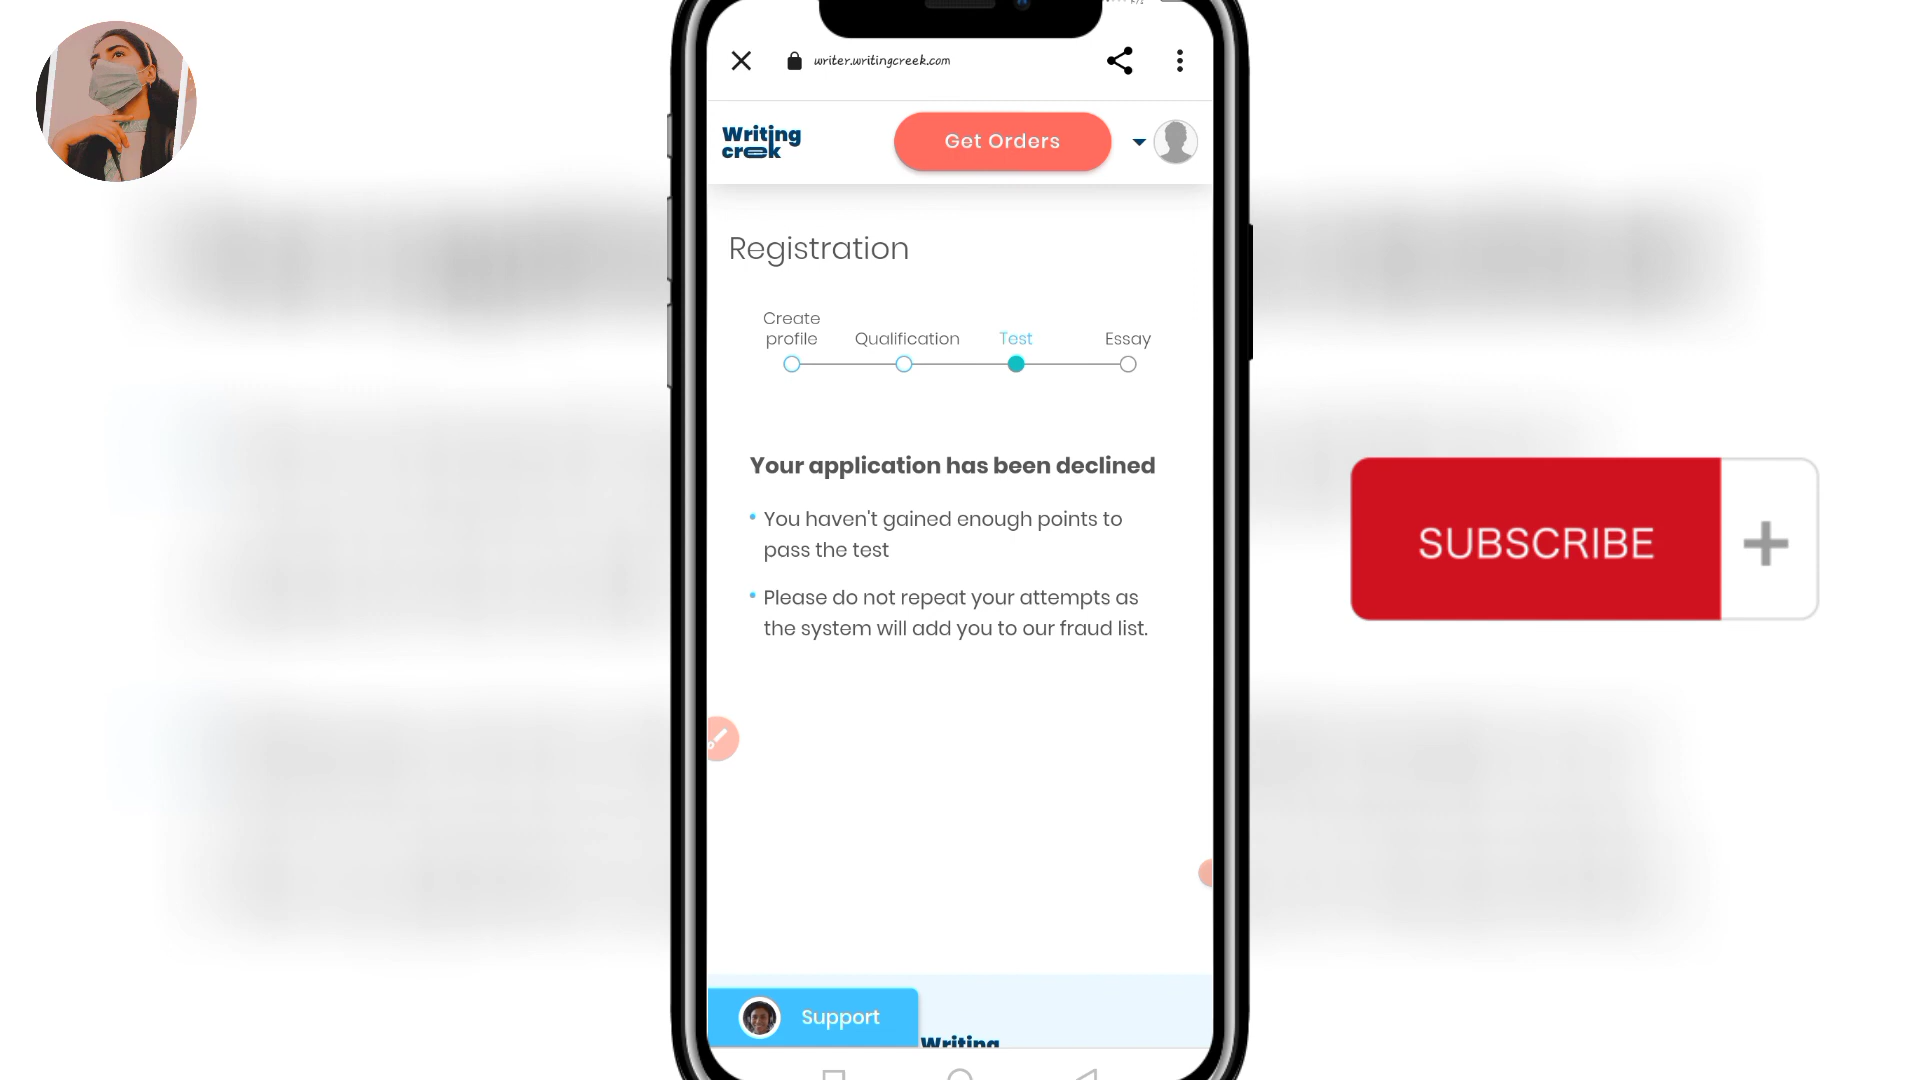 writer.writingcreek.com
Writing
creek
Get Orders
Registration
Create
profile
Qualification
Test
Essay
Your application has been declined
• You haven't gained enough points to
pass the test
• Please do not repeat your attempts as
the system will add you to our fraud list.
SUBSCRIBE
Support
Writing